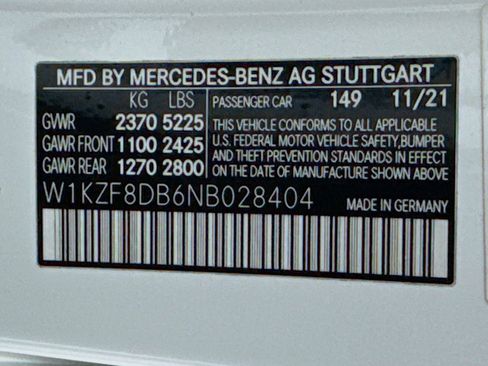 MFD BY MERCEDES-BENZ AG STUTTGART
KG LBS PASSENGER CAR 149 11/21
GVWR 2370 5225 THIS VEHICLE CONFORMS TO ALL APPLICABLE
GAWR FRONT 1100 2425 U.S. FEDERAL MOTOR VEHICLE SAFETY,BUMPER
GAWR REAR 1270 2800 AND THEFT PREVENTION STANDARDS IN EFFECT
ON THE DATE OF MANUFACTURE SHOWN ABOVE
W1KZF8DB6NB028404 MADE IN GERMANY